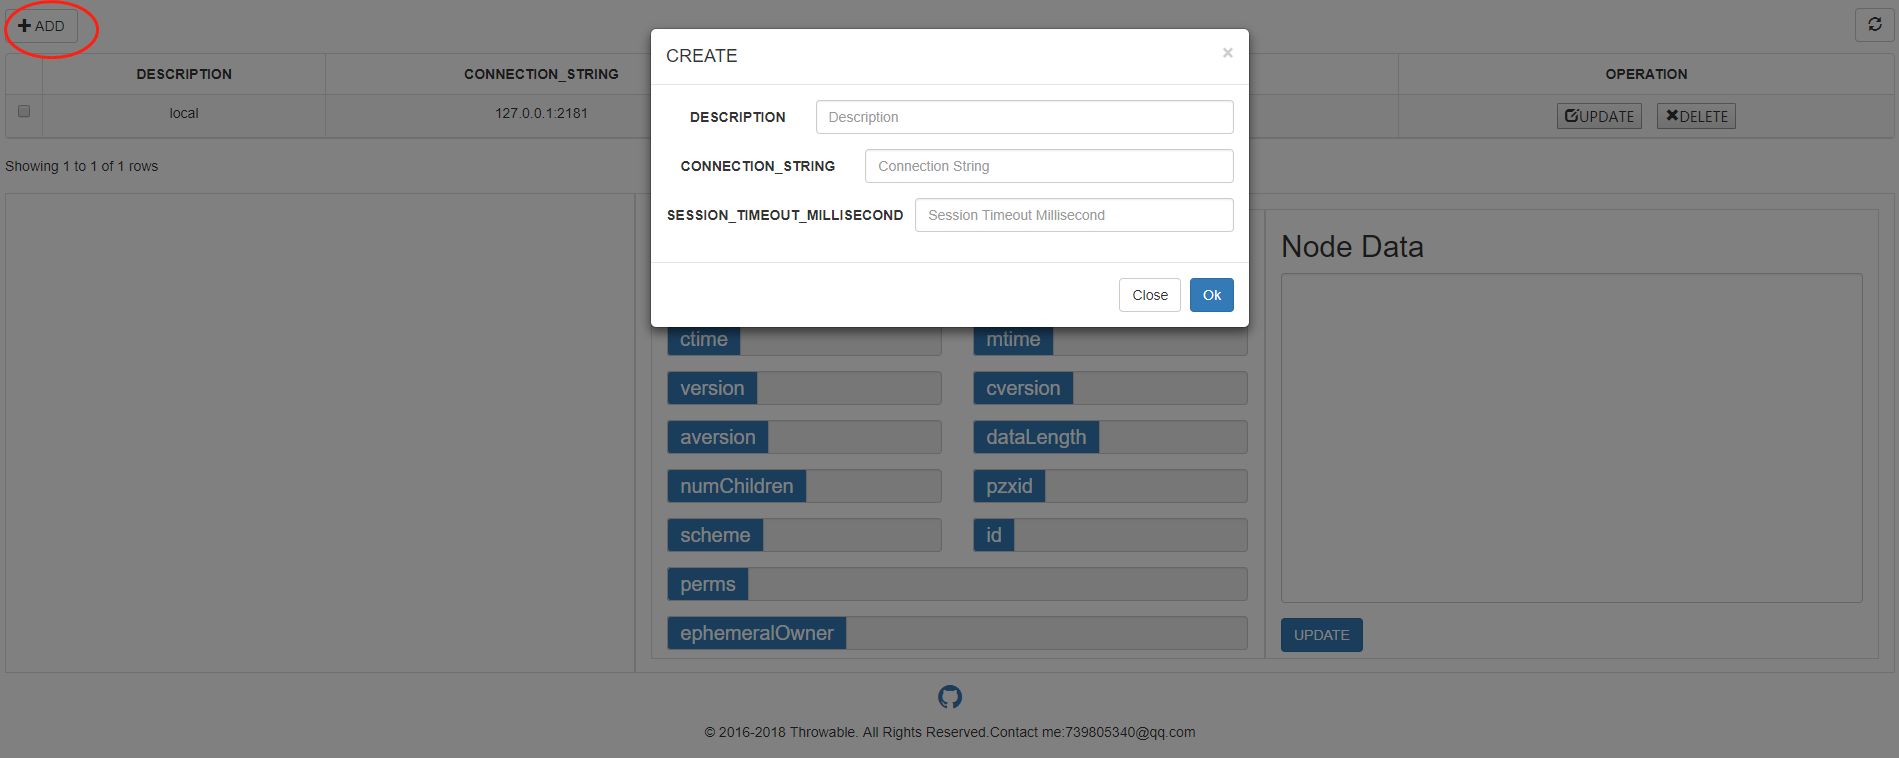 ADD
CREATE
×
DESCRIPTION CONNECTION_STRING OPERATION
local 127.0.0.1:2181 UPDATE DELETE
Showing 1 to 1 of 1 rows
DESCRIPTION Description
CONNECTION_STRING Connection String
SESSION_TIMEOUT_MILLISECOND Session Timeout Millisecond
Close Ok
ctime mtime
version cversion
aversion dataLength
numChildren pzxid
scheme id
perms
ephemeralOwner
Node Data
UPDATE
© 2016-2018 Throwable. All Rights Reserved.Contact me:739805340@qq.com